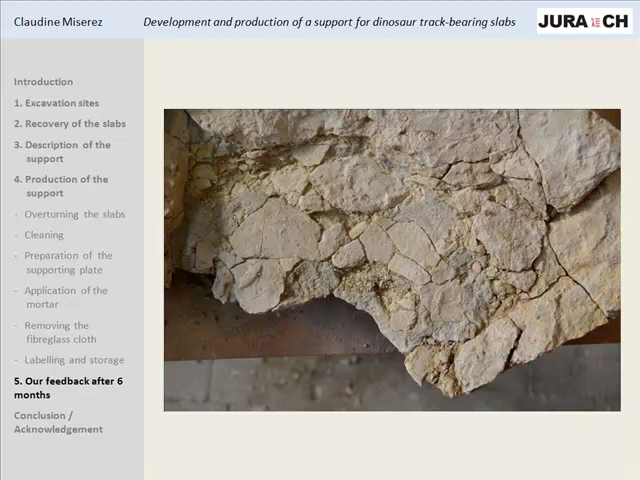 Claudine Miserez
Development and production of a support for dinosaur track-bearing slabs
JURA CH
Introduction
1. Excavation sites
2. Recovery of the slabs
3. Description of the
support
4. Production of the
support
- Overturning the slabs
- Cleaning
- Preparation of the
supporting plate
- Application of the
mortar
- Removing the
fibreglass cloth
- Labelling and storage
5. Our feedback after 6
months
Conclusion /
Acknowledgement